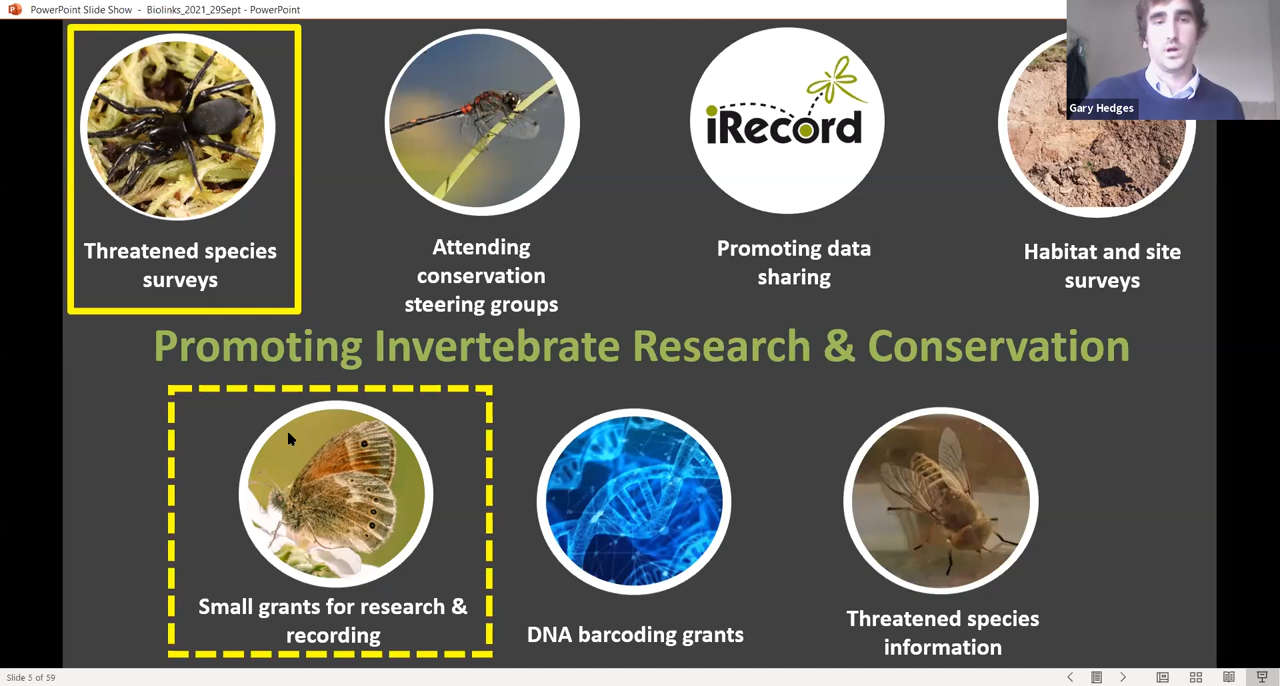 PowerPoint Slide Show - Biolinks_2021_29Sept - PowerPoint
Gary Hedges
iRecord
Threatened species
surveys
Attending
conservation
steering groups
Promoting data
sharing
Habitat and site
surveys
Promoting Invertebrate Research & Conservation
Small grants for research &
recording
DNA barcoding grants
Threatened species
information
Slide 5 of 59